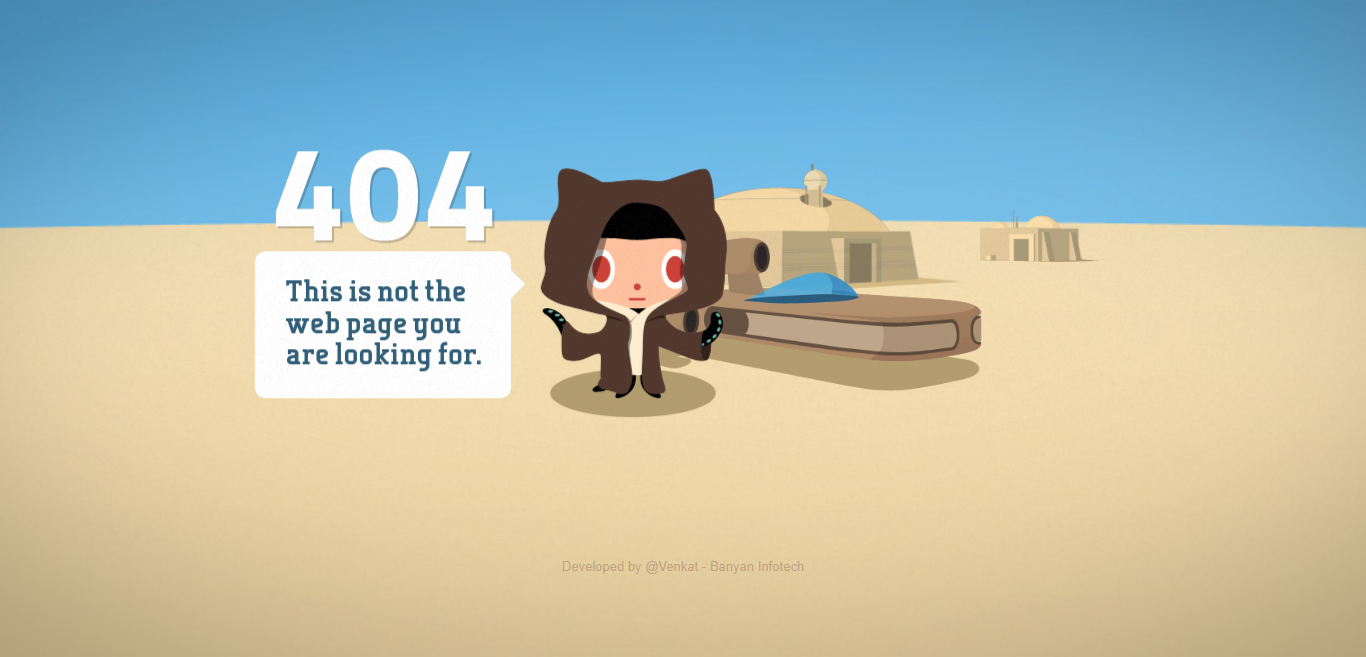 404
This is not the
web page you
are looking for.
Developed by @Venkat - Banyan Infotech